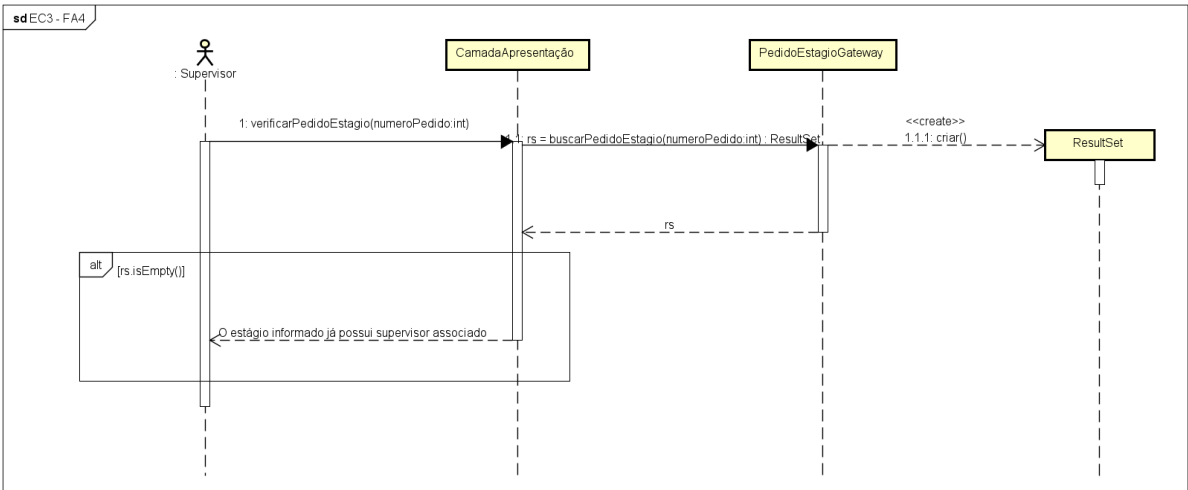 sd EC3 - FA4
: Supervisor
CamadaApresentação
PedidoEstagioGateway
1: verificarPedidoEstagio(numeroPedido:int)
1.1: rs = buscarPedidoEstagio(numeroPedido:int) : ResultSet
<<create>>
1.1.1: criar()
ResultSet
rs
alt
[rs.isEmpty()]
O estágio informado já possui supervisor associado